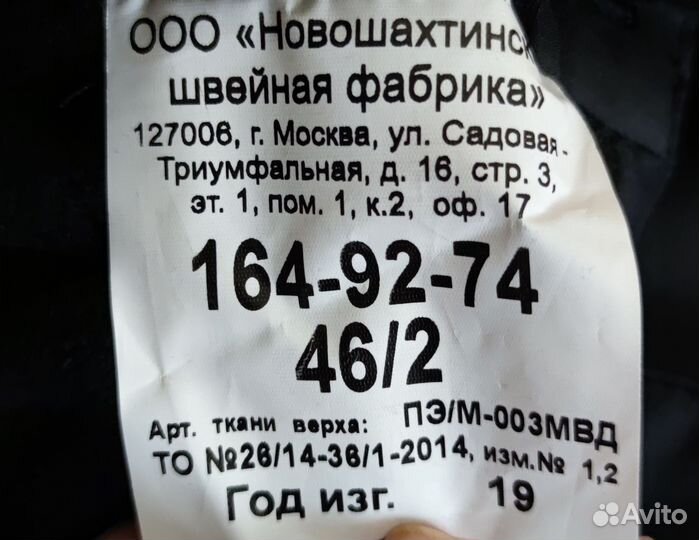 ООО «Новошахтинск
швейная фабрика»
127006, г. Москва, ул. Садовая-
Триумфальная, д. 16, стр. 3,
эт. 1, пом. 1, к.2, оф. 17
164-92-74
46/2
Арт. ткани верха: ПЭ/М-003МВД
ТО №26/14-36/1-2014, изм.№ 1,2
Год изг. 19
Avito